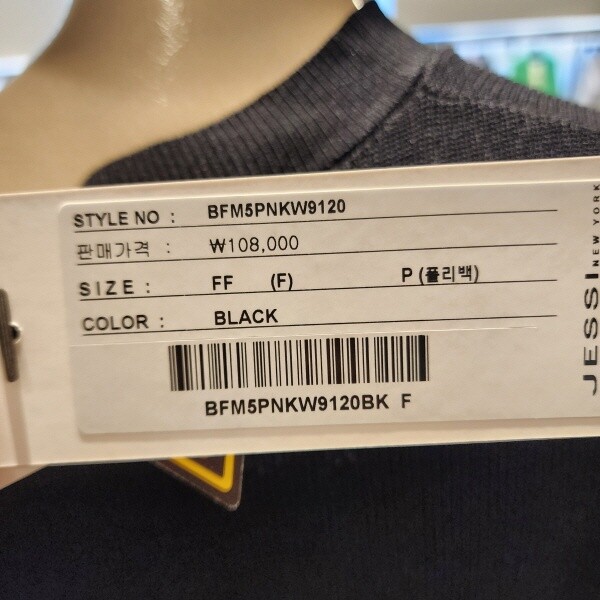 STYLE NO : BFM5PNKW9120
판매가격 : ₩108,000
SIZE : FF (F) P (폴리백)
COLOR : BLACK
BFM5PNKW9120BK F
JESSI NEW YORK